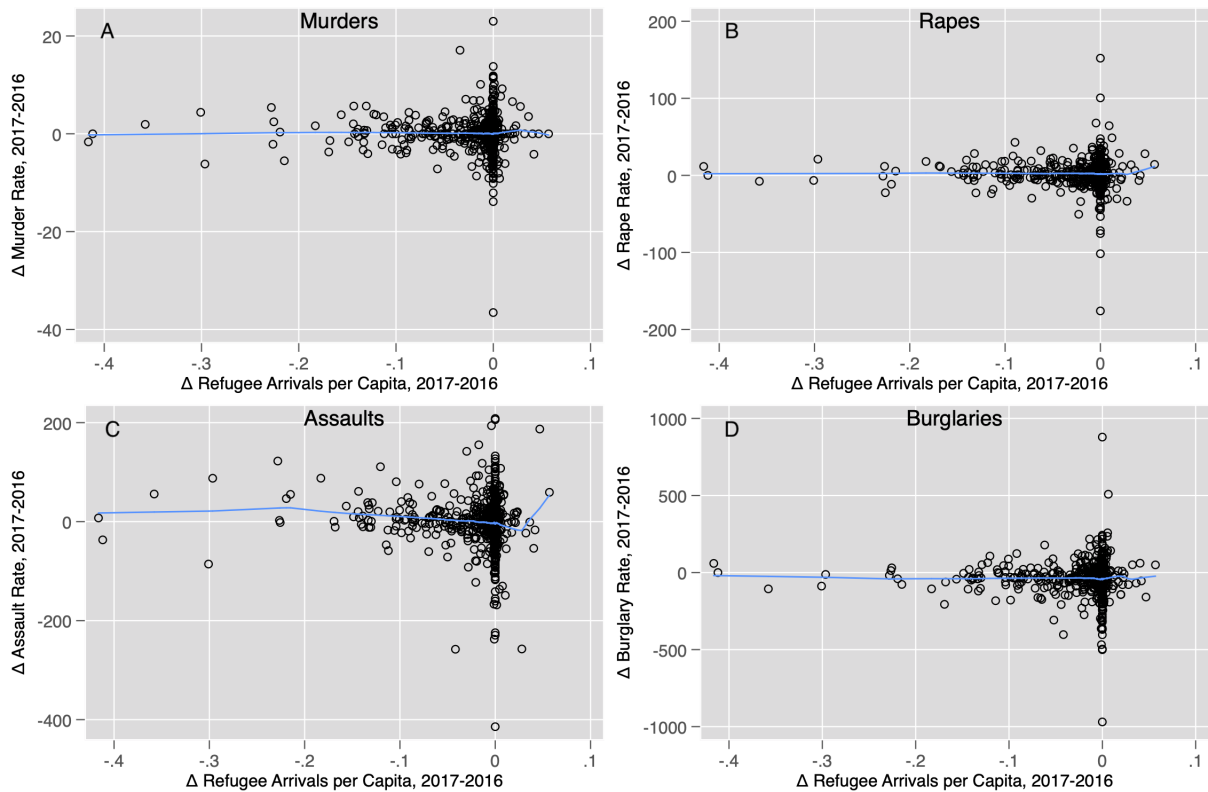 A
Murders
Δ Murder Rate, 2017-2016
20
0
-20
-40
-.4
-.3
-.2
-.1
0
.1
Δ Refugee Arrivals per Capita, 2017-2016
B
Rapes
Δ Rape Rate, 2017-2016
200
100
0
-100
-200
-.4
-.3
-.2
-.1
0
.1
Δ Refugee Arrivals per Capita, 2017-2016
C
Assaults
Δ Assault Rate, 2017-2016
200
0
-200
-400
-.4
-.3
-.2
-.1
0
.1
Δ Refugee Arrivals per Capita, 2017-2016
D
Burglaries
Δ Burglary Rate, 2017-2016
1000
500
0
-500
-1000
-.4
-.3
-.2
-.1
0
.1
Δ Refugee Arrivals per Capita, 2017-2016